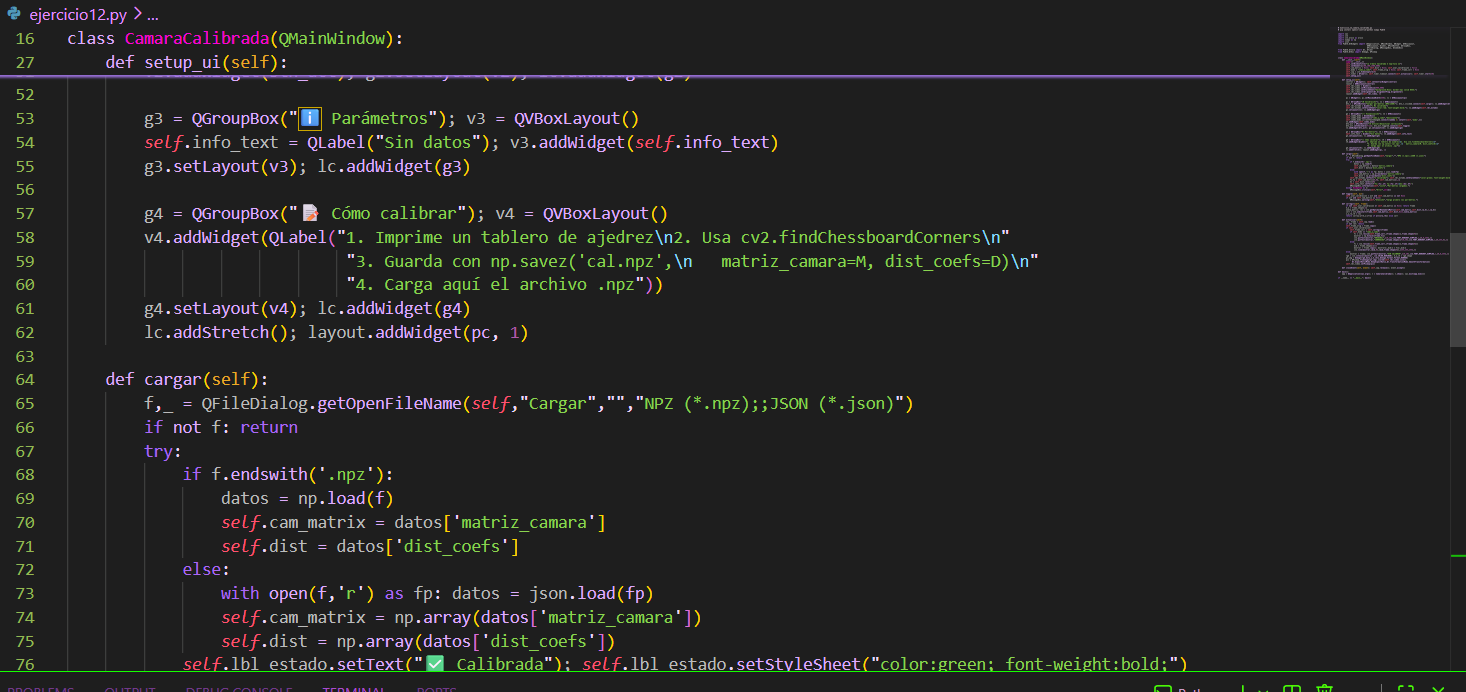 ejercicio12.py > ...
16 class CamaraCalibrada(QMainWindow):
27 def setup_ui(self):
52
53 g3 = QGroupBox("ℹ️ Parámetros"); v3 = QVBoxLayout()
54 self.info_text = QLabel("Sin datos"); v3.addWidget(self.info_text)
55 g3.setLayout(v3); lc.addWidget(g3)
56
57 g4 = QGroupBox("📝 Cómo calibrar"); v4 = QVBoxLayout()
58 v4.addWidget(QLabel("1. Imprime un tablero de ajedrez\n2. Usa cv2.findChessboardCorners\n"
59 "3. Guarda con np.savez('cal.npz',\n   matriz_camara=M, dist_coefs=D)\n"
60 "4. Carga aquí el archivo .npz"))
61 g4.setLayout(v4); lc.addWidget(g4)
62 lc.addStretch(); layout.addWidget(pc, 1)
63
64 def cargar(self):
65 f,_ = QFileDialog.getOpenFileName(self,"Cargar","","NPZ (*.npz);;JSON (*.json)")
66 if not f: return
67 try:
68 if f.endswith('.npz'):
69 datos = np.load(f)
70 self.cam_matrix = datos['matriz_camara']
71 self.dist = datos['dist_coefs']
72 else:
73 with open(f,'r') as fp: datos = json.load(fp)
74 self.cam_matrix = np.array(datos['matriz_camara'])
75 self.dist = np.array(datos['dist_coefs'])
76 self.lbl_estado.setText("✅ Calibrada"); self.lbl_estado.setStyleSheet("color:green; font-weight:bold;")
PROBLEMS OUTPUT DEBUG CONSOLE TERMINAL PORTS